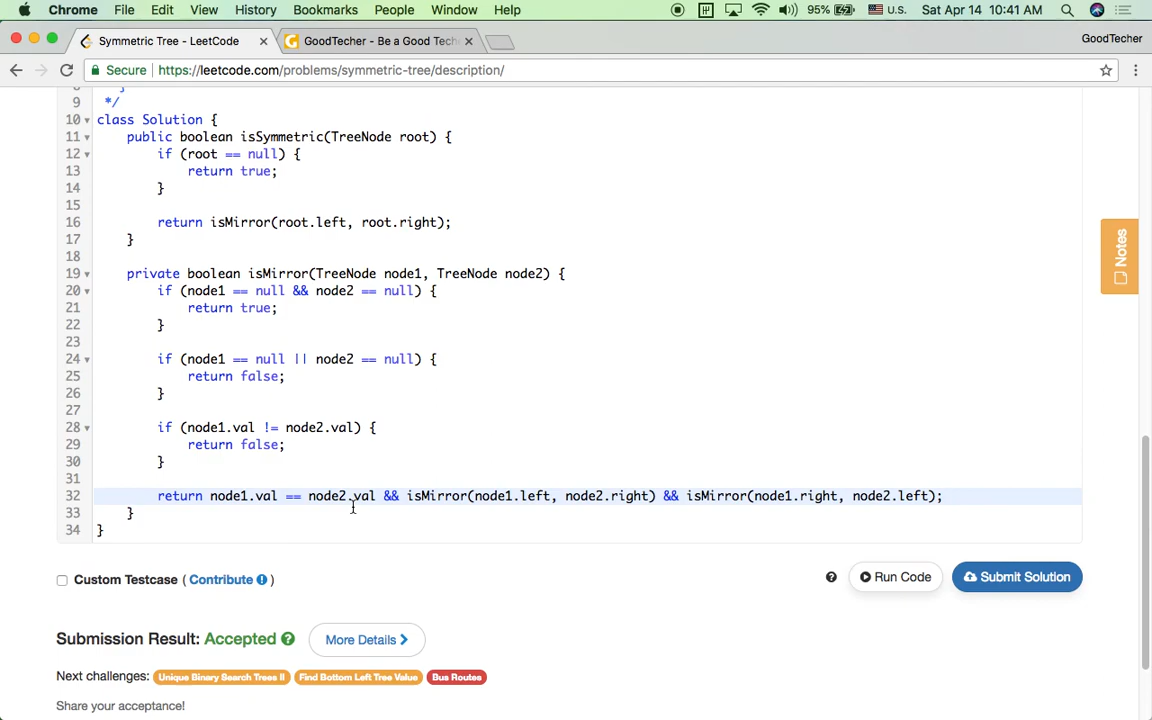 Chrome File Edit View History Bookmarks People Window Help 95% U.S. Sat Apr 14 10:41 AM
Symmetric Tree - LeetCode GoodTecher - Be a Good Tech GoodTecher
Secure https://leetcode.com/problems/symmetric-tree/description/
9 */
10 class Solution {
11 public boolean isSymmetric(TreeNode root) {
12 if (root == null) {
13 return true;
14 }
15
16 return isMirror(root.left, root.right);
17 }
18
19 private boolean isMirror(TreeNode node1, TreeNode node2) {
20 if (node1 == null && node2 == null) {
21 return true;
22 }
23
24 if (node1 == null || node2 == null) {
25 return false;
26 }
27
28 if (node1.val != node2.val) {
29 return false;
30 }
31
32 return node1.val == node2.val && isMirror(node1.left, node2.right) && isMirror(node1.right, node2.left);
33 }
34 }
Notes
Custom Testcase ( Contribute )
Run Code Submit Solution
Submission Result: Accepted More Details
Next challenges: Unique Binary Search Trees II Find Bottom Left Tree Value Bus Routes
Share your acceptance!